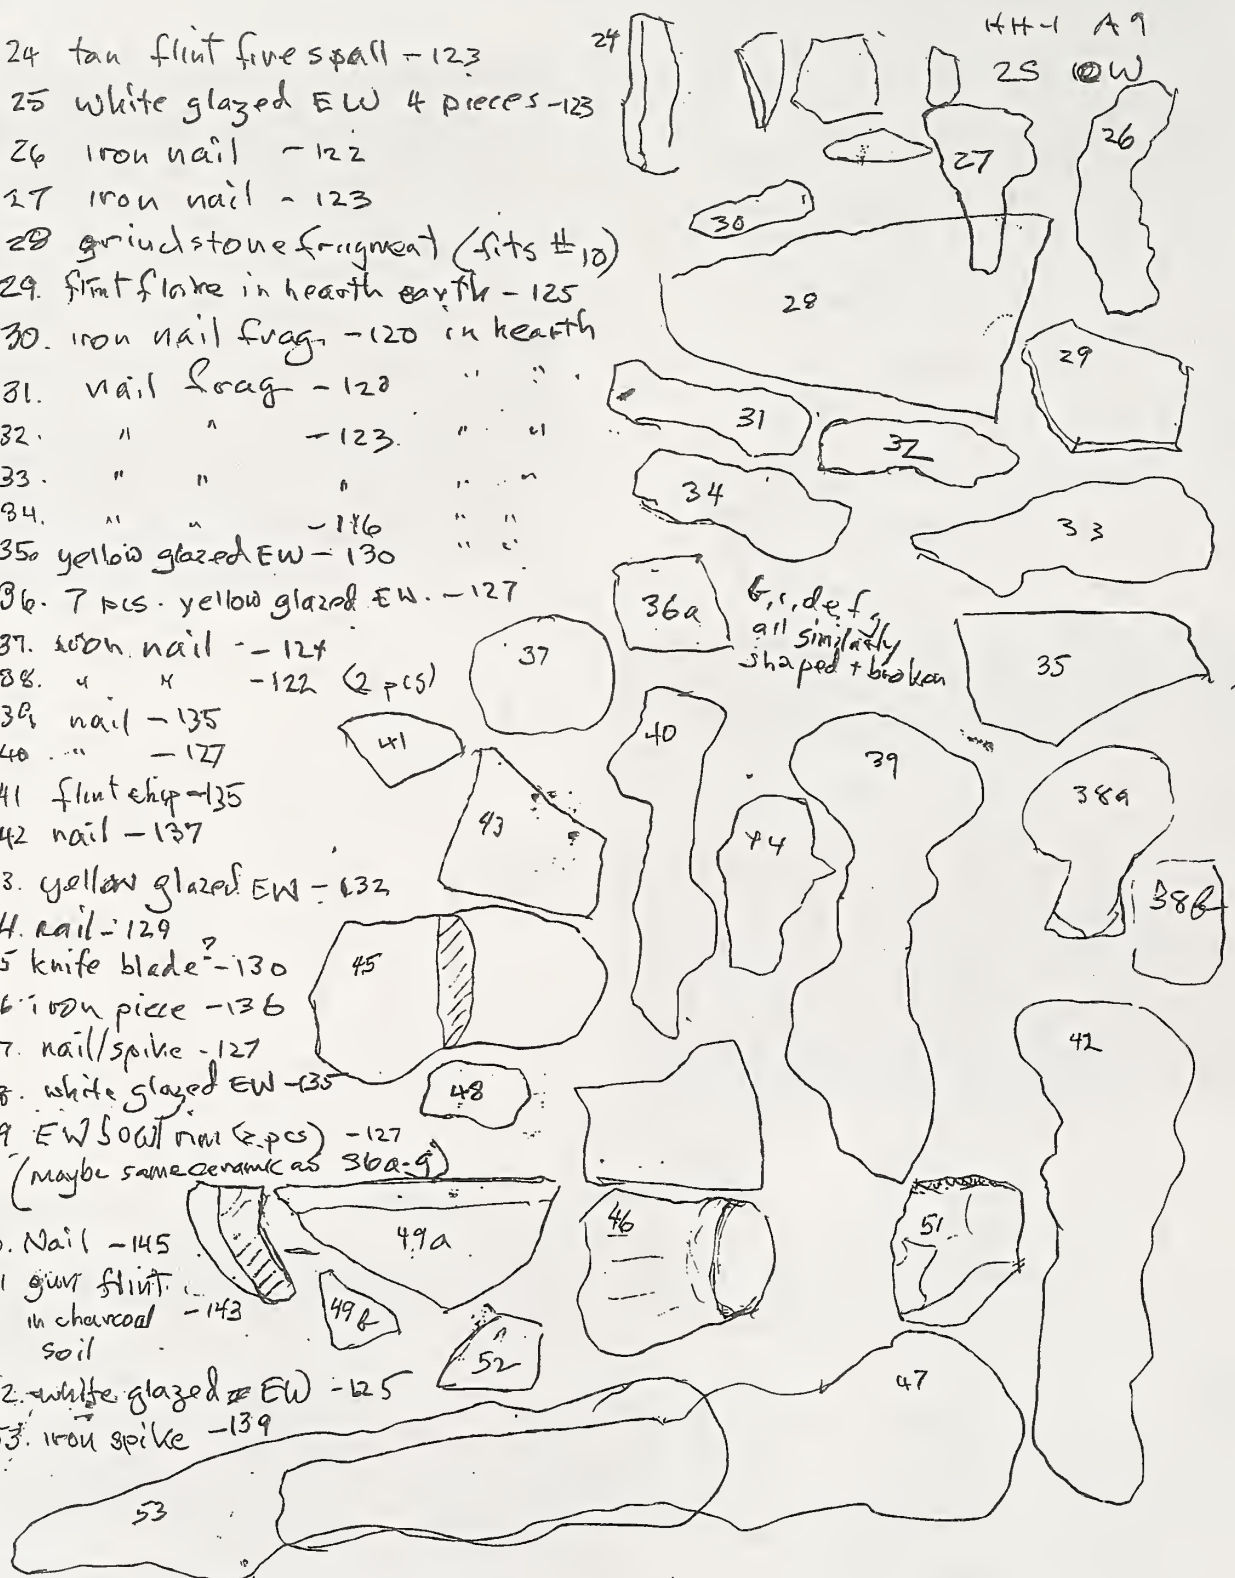 HH-1 A9
2S 0W
24 tan flint fire spall - 123
25 white glazed EW 4 pieces -123
26 iron nail - 122
27 iron nail - 123
28 grindstone fragment (fits #10)
29. flint flake in hearth earth - 125
30. iron nail frag. -120 in hearth
31. nail frag - 128 " "
32. " " -123. " "
33. " " " " "
34. " " -116 " "
35. yellow glazed EW - 130 " "
36. 7 pcs. yellow glazed EW. - 127
37. iron nail - 124
38. " " -122 (2 pcs)
39. nail - 135
40 " - 127
41 flint chip -135
42 nail - 137
3. yellow glazed EW - 132
4. nail - 129
5 knife blade? - 130
6 iron piece - 136
7. nail/spike - 127
8. white glazed EW -135
9 EW bowl rim (2 pcs) - 127
(maybe same ceramic as 36a-g)
Nail - 145
1 gun flint
in charcoal - 143
soil
2. white glazed EW - 125
53. iron spike - 139
24
26
27
30
28
29
31
32
34
33
36a
b,c,d,e,f,g
all similarly
shaped + broken
35
37
40
39
41
38a
43
44
38b
45
42
48
46
51
49a
49b
52
47
53